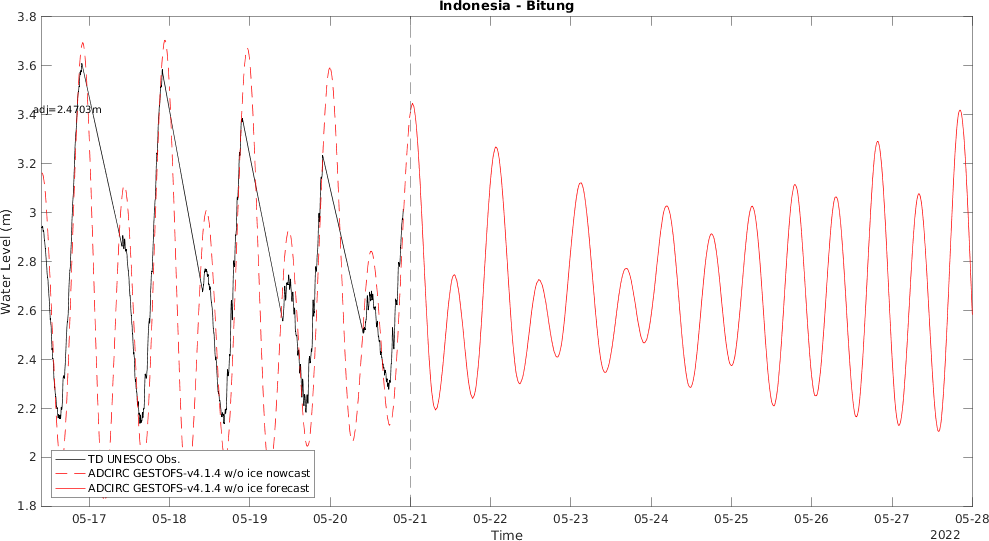 Indonesia - Bitung
3.8
3.6
3.4
3.2
3
2.8
2.6
2.4
2.2
2
1.8
adj=2.4703m
Water Level (m)
TD UNESCO Obs.
ADCIRC GESTOFS-v4.1.4 w/o ice nowcast
ADCIRC GESTOFS-v4.1.4 w/o ice forecast
05-17 05-18 05-19 05-20 05-21 05-22 05-23 05-24 05-25 05-26 05-27 05-28
Time
2022